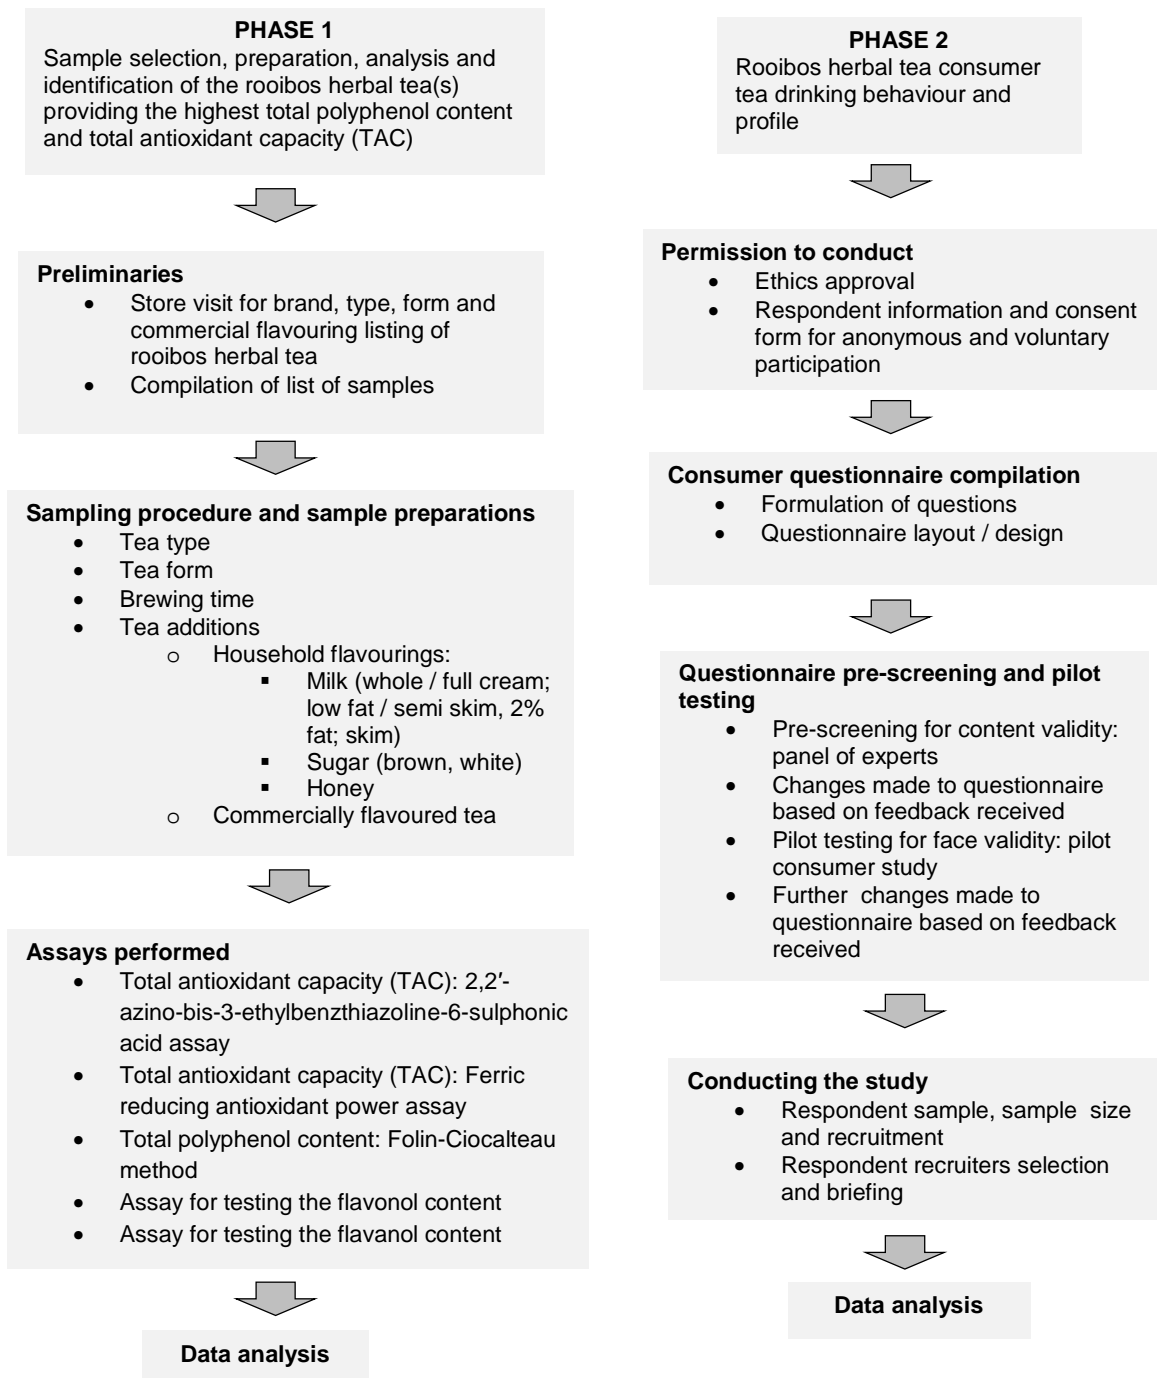 PHASE 1
Sample selection, preparation, analysis and
identification of the rooibos herbal tea(s)
providing the highest total polyphenol content
and total antioxidant capacity (TAC)
Preliminaries
• Store visit for brand, type, form and
commercial flavouring listing of
rooibos herbal tea
• Compilation of list of samples
Sampling procedure and sample preparations
• Tea type
• Tea form
• Brewing time
• Tea additions
o Household flavourings:
▪ Milk (whole / full cream;
low fat / semi skim, 2%
fat; skim)
▪ Sugar (brown, white)
▪ Honey
o Commercially flavoured tea
Assays performed
• Total antioxidant capacity (TAC): 2,2′-
azino-bis-3-ethylbenzthiazoline-6-sulphonic
acid assay
• Total antioxidant capacity (TAC): Ferric
reducing antioxidant power assay
• Total polyphenol content: Folin-Ciocalteau
method
• Assay for testing the flavonol content
• Assay for testing the flavanol content
Data analysis
PHASE 2
Rooibos herbal tea consumer
tea drinking behaviour and
profile
Permission to conduct
• Ethics approval
• Respondent information and consent
form for anonymous and voluntary
participation
Consumer questionnaire compilation
• Formulation of questions
• Questionnaire layout / design
Questionnaire pre-screening and pilot
testing
• Pre-screening for content validity:
panel of experts
• Changes made to questionnaire
based on feedback received
• Pilot testing for face validity: pilot
consumer study
• Further changes made to
questionnaire based on feedback
received
Conducting the study
• Respondent sample, sample size
and recruitment
• Respondent recruiters selection
and briefing
Data analysis